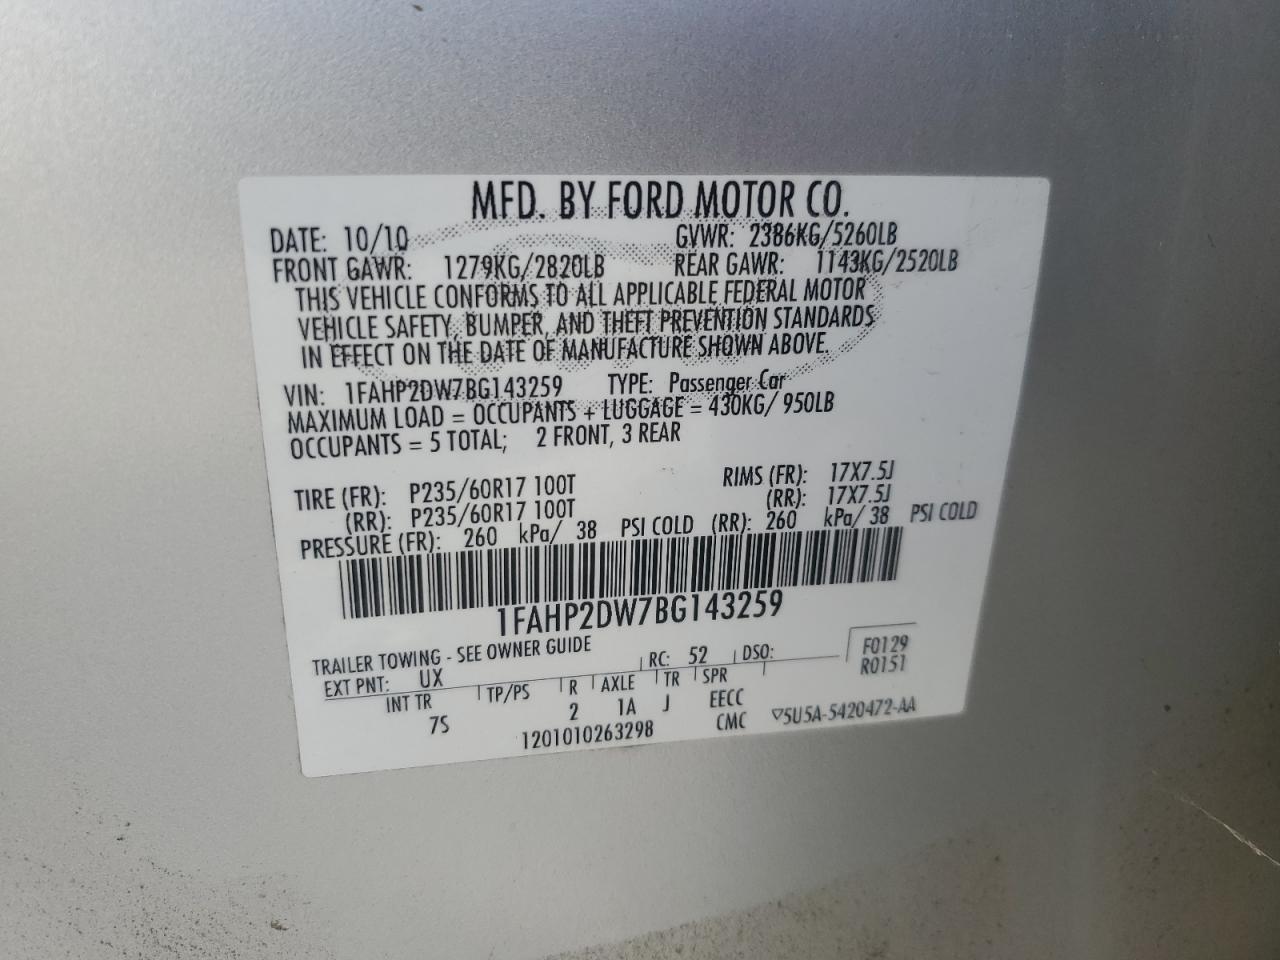 MFD. BY FORD MOTOR CO.
DATE: 10/10 GVWR: 2386KG/5260LB
FRONT GAWR: 1279KG/2820LB REAR GAWR: 1143KG/2520LB
THIS VEHICLE CONFORMS TO ALL APPLICABLE FEDERAL MOTOR
VEHICLE SAFETY, BUMPER, AND THEFT PREVENTION STANDARDS
IN EFFECT ON THE DATE OF MANUFACTURE SHOWN ABOVE.
VIN: 1FAHP2DW7BG143259 TYPE: Passenger Car
MAXIMUM LOAD = OCCUPANTS + LUGGAGE = 430KG/ 950LB
OCCUPANTS = 5 TOTAL; 2 FRONT, 3 REAR
TIRE (FR): P235/60R17 100T RIMS (FR): 17X7.5J
(RR): P235/60R17 100T (RR): 17X7.5J
PRESSURE (FR): 260 kPa/ 38 PSI COLD (RR): 260 kPa/ 38 PSI COLD
1FAHP2DW7BG143259
TRAILER TOWING - SEE OWNER GUIDE
EXT PNT: UX RC: 52 DSO: F0129
R0151
INT TR TP/PS R AXLE TR SPR
7S 2 1A J EECC
1201010263298 CMC ▽5U5A-5420472-AA